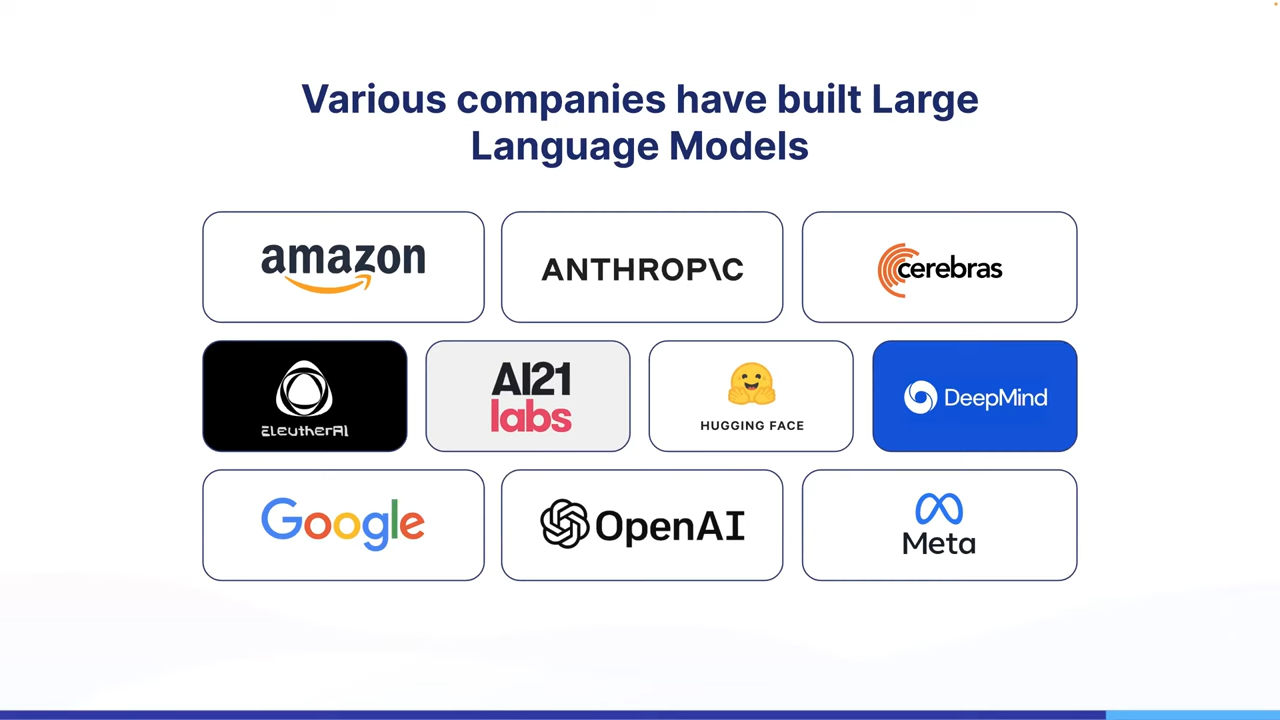 Various companies have built Large
Language Models
amazon
ANTHROP\C
cerebras
EleutherAI
AI21
labs
HUGGING FACE
DeepMind
Google
OpenAI
Meta